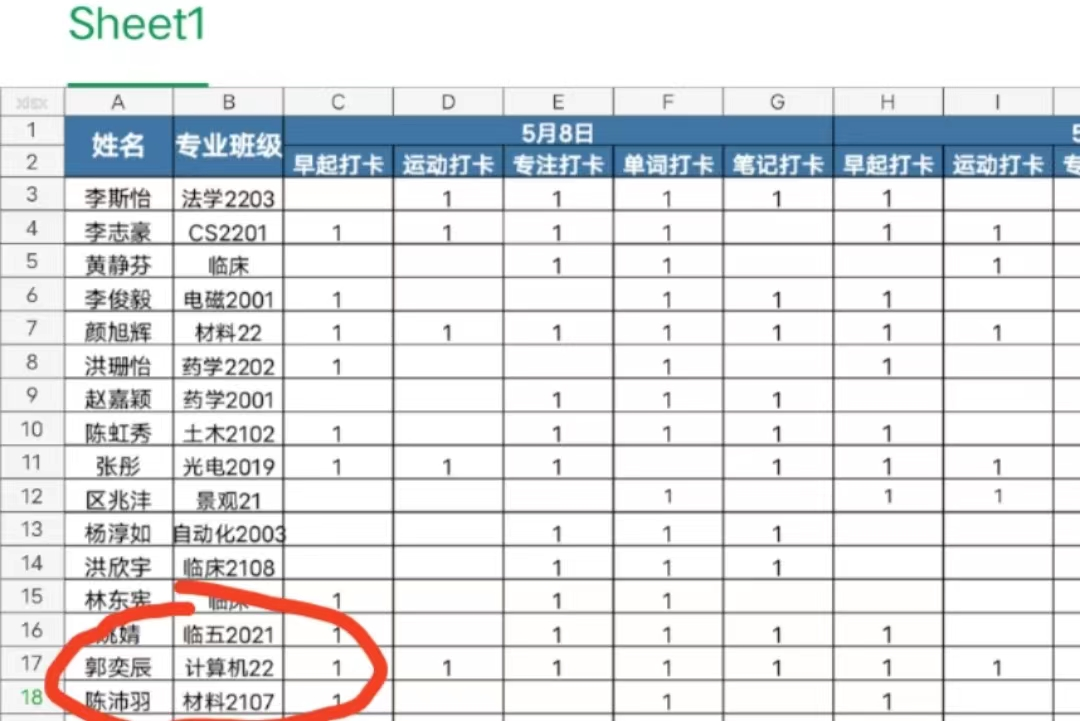 Sheet1
xlsx A B C D E F G H I
1 姓名 专业班级 5月8日 5
2 早起打卡 运动打卡 专注打卡 单词打卡 笔记打卡 早起打卡 运动打卡 专
3 李斯怡 法学2203 1 1 1 1 1
4 李志豪 CS2201 1 1 1 1 1 1
5 黄静芬 临床 1 1 1
6 李俊毅 电磁2001 1 1 1 1
7 颜旭辉 材料22 1 1 1 1 1 1 1
8 洪珊怡 药学2202 1 1 1
9 赵嘉颖 药学2001 1 1 1
10 陈虹秀 土木2102 1 1 1 1 1
11 张彤 光电2019 1 1 1 1 1 1
12 区兆沣 景观21 1 1 1
13 杨淳如 自动化2003 1 1 1
14 洪欣宇 临床2108 1 1 1
15 林东宪 临床 1 1 1
16 姚婧 临五2021 1 1 1 1 1
17 郭奕辰 计算机22 1 1 1 1 1 1 1
18 陈沛羽 材料2107 1 1 1